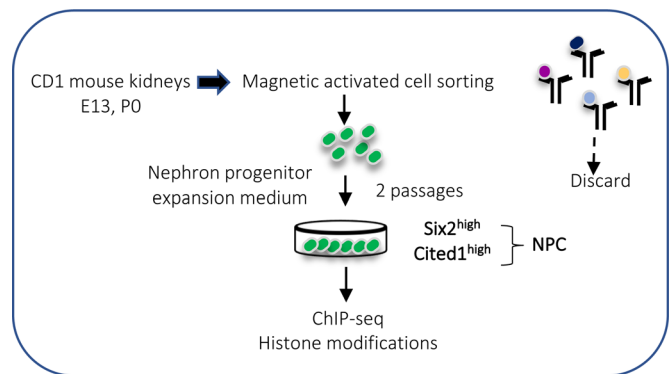 CD1 mouse kidneys
E13, P0
Magnetic activated cell sorting
Discard
Nephron progenitor
expansion medium
2 passages
Six2high
Cited1high
NPC
ChIP-seq
Histone modifications